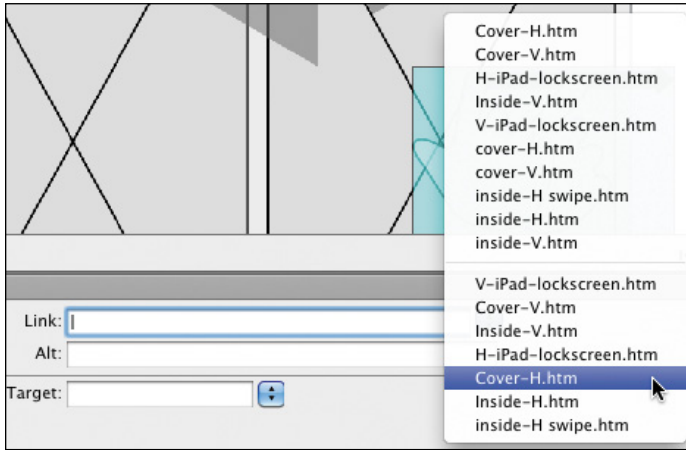 Cover-H.htm
Cover-V.htm
H-iPad-lockscreen.htm
Inside-V.htm
V-iPad-lockscreen.htm
cover-H.htm
cover-V.htm
inside-H swipe.htm
inside-H.htm
inside-V.htm
V-iPad-lockscreen.htm
Cover-V.htm
Inside-V.htm
H-iPad-lockscreen.htm
Cover-H.htm
Inside-H.htm
inside-H swipe.htm
Link:
Alt:
Target: